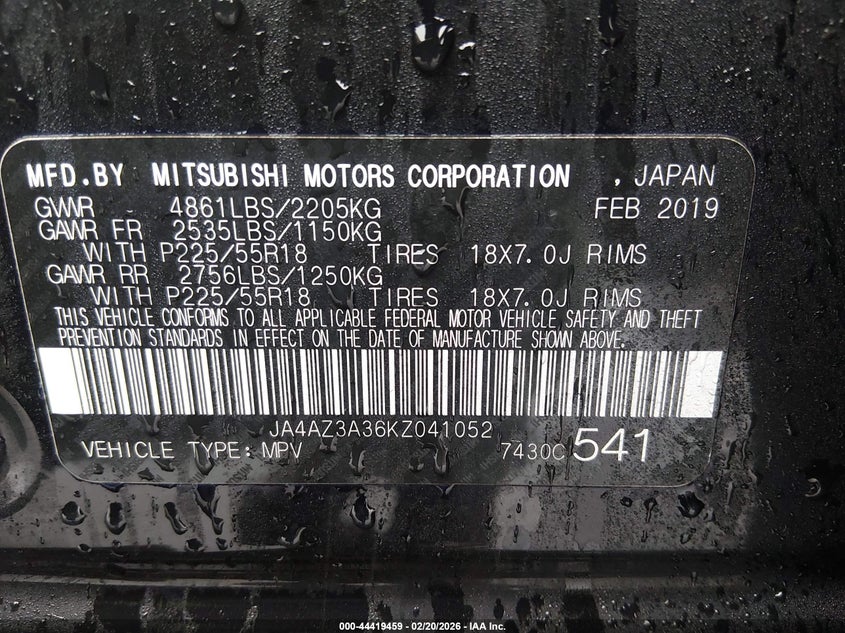 MFD.BY MITSUBISHI MOTORS CORPORATION , JAPAN
GVWR 4861LBS/2205KG FEB 2019
GAWR FR 2535LBS/1150KG
WITH P225/55R18 TIRES 18X7.0J RIMS
GAWR RR 2756LBS/1250KG
WITH P225/55R18 TIRES 18X7.0J RIMS
THIS VEHICLE CONFORMS TO ALL APPLICABLE FEDERAL MOTOR VEHICLE SAFETY AND THEFT
PREVENTION STANDARDS IN EFFECT ON THE DATE OF MANUFACTURE SHOWN ABOVE.
JA4AZ3A36KZ041052
VEHICLE TYPE: MPV 7430C 541
000-44419459 - 02/20/2026 - IAA Inc.